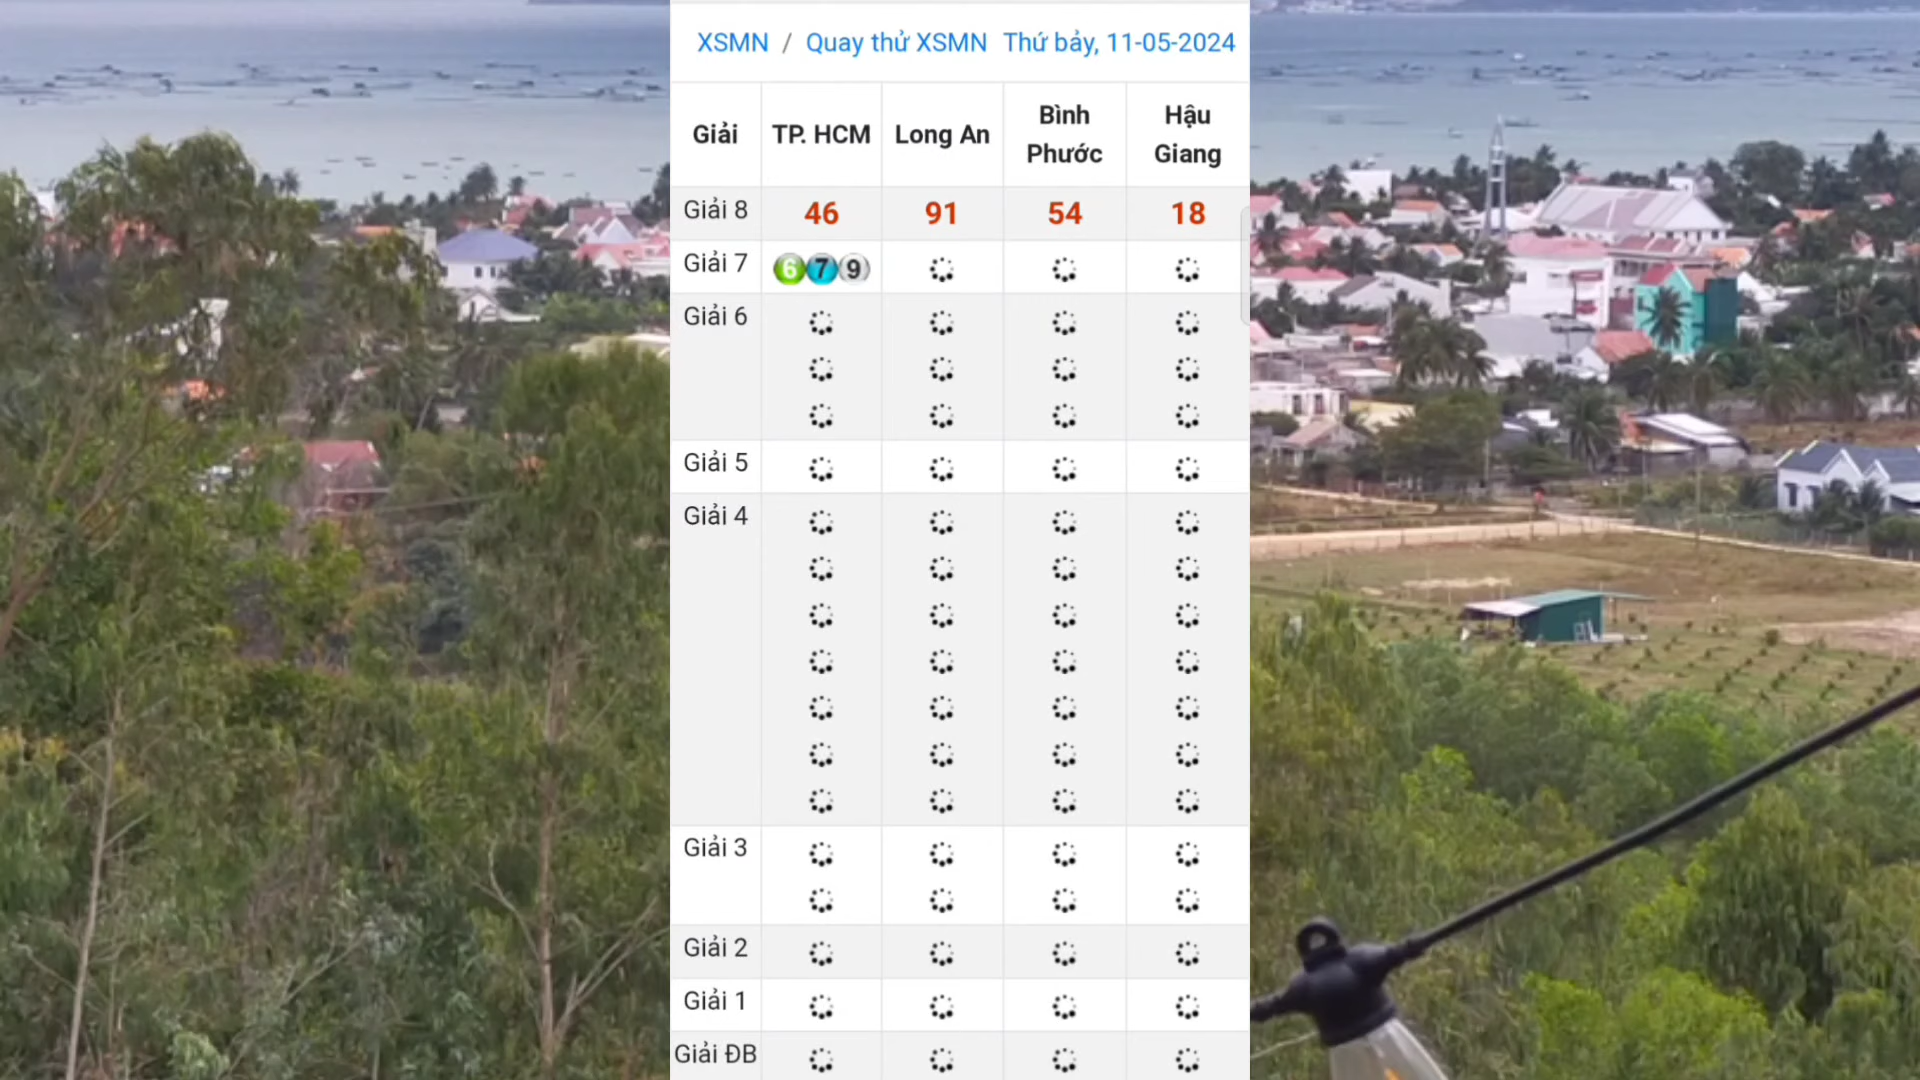 XSMN / Quay thử XSMN Thứ bảy, 11-05-2024
Giải TP. HCM Long An Bình Phước Hậu Giang
Giải 8 46 91 54 18
Giải 7 6 7 9
Giải 6
Giải 5
Giải 4
Giải 3
Giải 2
Giải 1
Giải ĐB